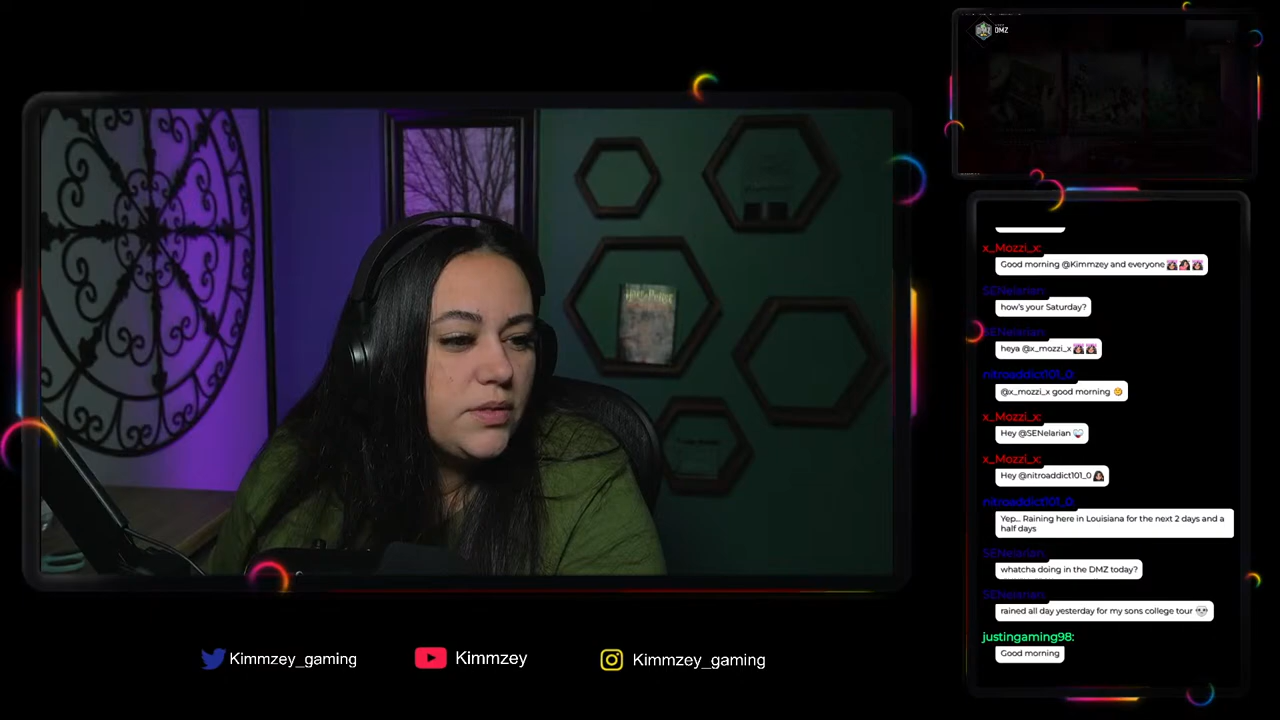 DMZ
x_Mozzi_x:
Good morning @Kimmzey and everyone
SENelarian:
how's your Saturday?
SENelarian:
heya @x_mozzi_x
nitroaddict101_0:
@x_mozzi_x good morning
x_Mozzi_x:
Hey @SENelarian
x_Mozzi_x:
Hey @nitroaddict101_0
nitroaddict101_0:
Yep... Raining here in Louisiana for the next 2 days and a
half days
SENelarian:
whatcha doing in the DMZ today?
SENelarian:
rained all day yesterday for my sons college tour
justingaming98:
Good morning
Harry Potter
Kimmzey_gaming
Kimmzey
Kimmzey_gaming